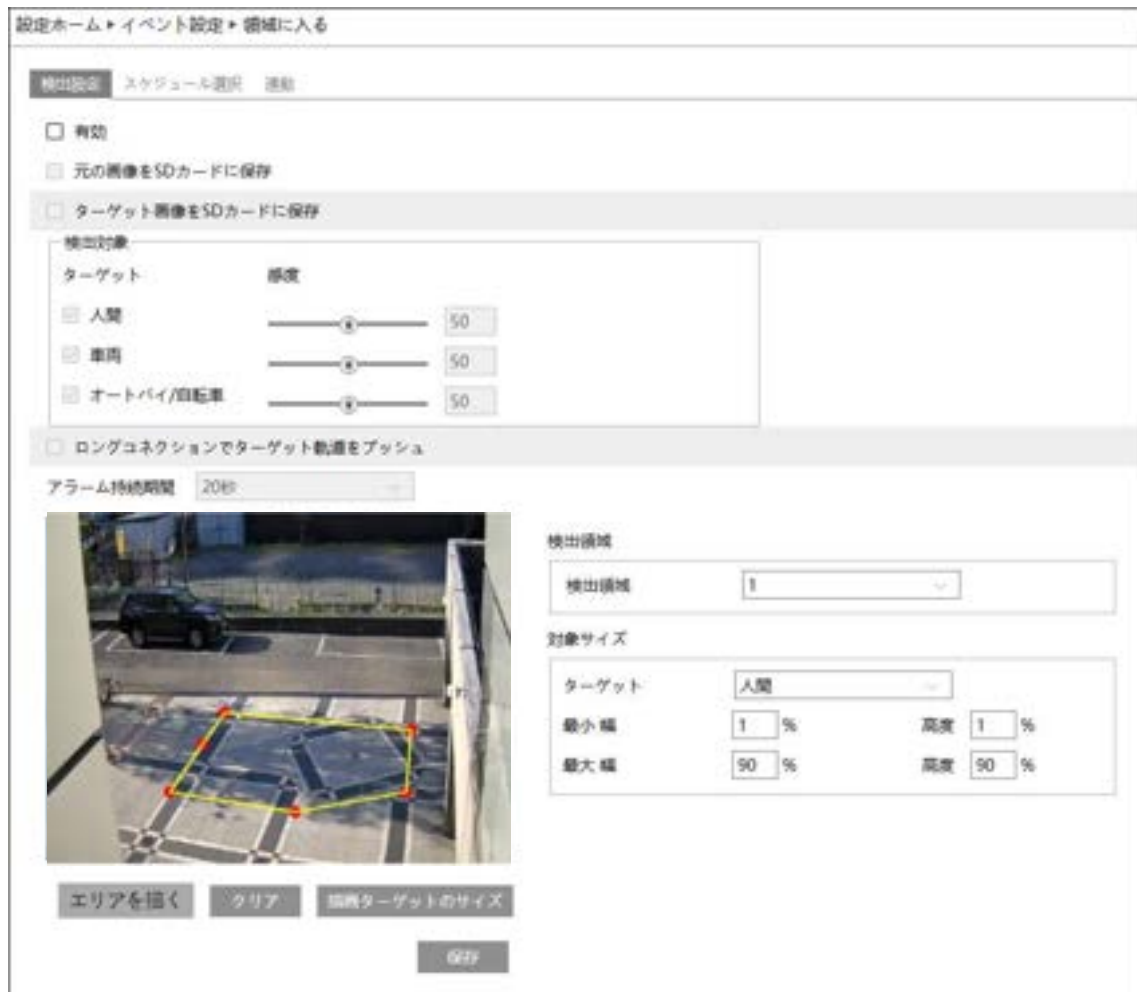 設定ホーム ▸ イベント設定 ▸ 領域に入る
検出設定 スケジュール選択 連動
有効
元の画像をSDカードに保存
ターゲット画像をSDカードに保存
検出対象
ターゲット 感度
人間 50
車両 50
オートバイ/自転車 50
ロングコネクションでターゲット軌道をプッシュ
アラーム持続期間 20秒
検出領域
検出領域 1
対象サイズ
ターゲット 人間
最小 幅 1 % 高度 1 %
最大 幅 90 % 高度 90 %
エリアを描く クリア 描画ターゲットのサイズ
保存